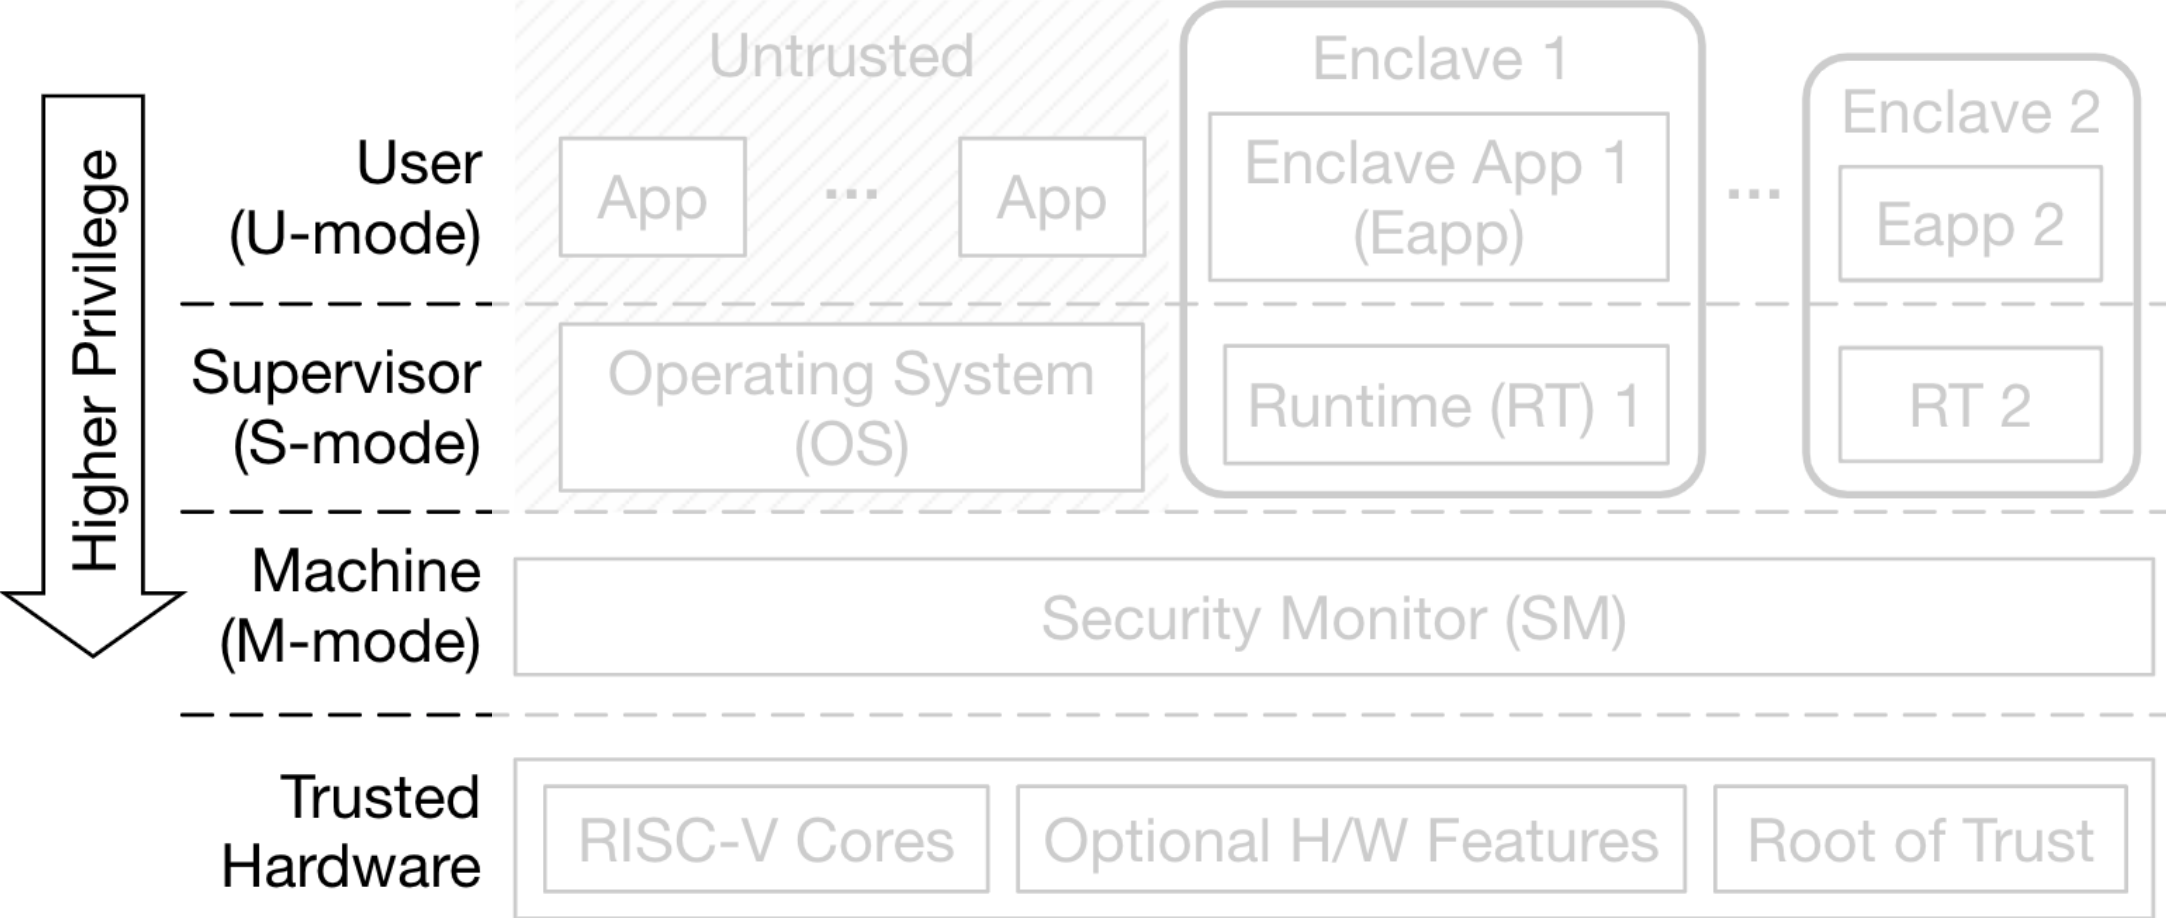 Higher Privilege
User
(U-mode)
Untrusted
App
...
App
Enclave 1
Enclave App 1
(Eapp)
...
Enclave 2
Eapp 2
Supervisor
(S-mode)
Operating System
(OS)
Runtime (RT) 1
RT 2
Machine
(M-mode)
Security Monitor (SM)
Trusted
Hardware
RISC-V Cores
Optional H/W Features
Root of Trust